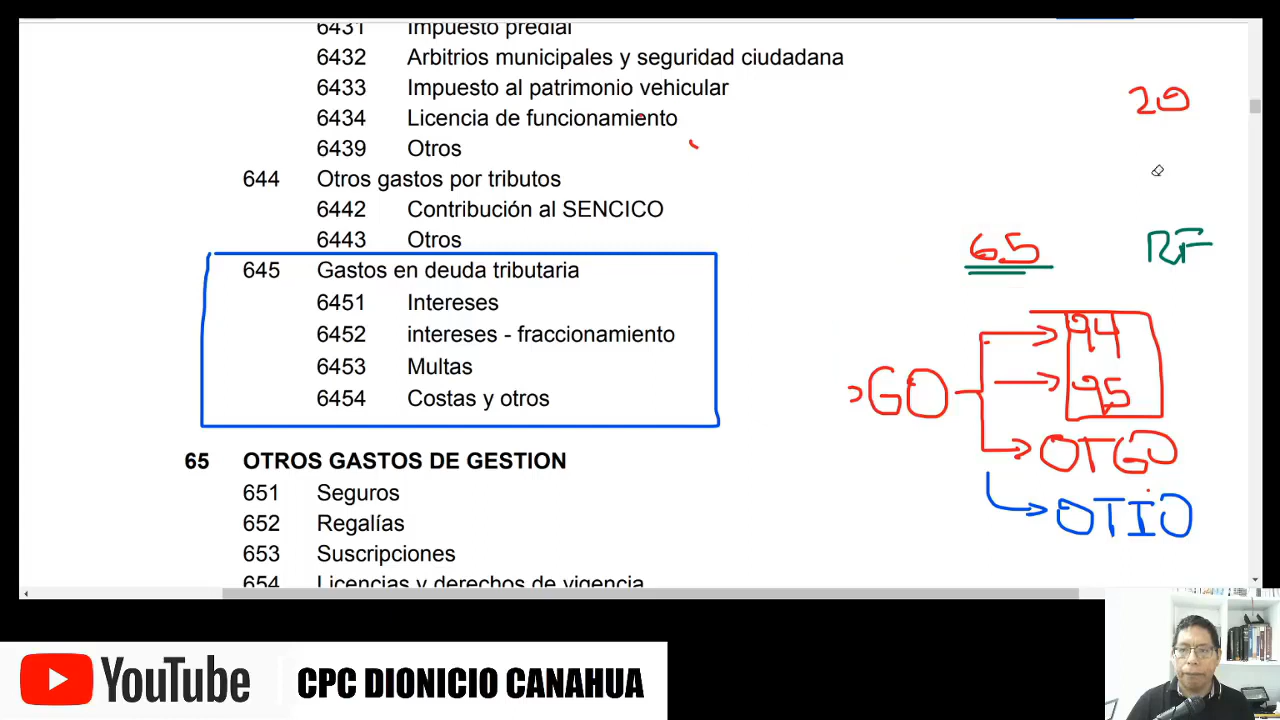 6431 Impuesto predial
6432 Arbitrios municipales y seguridad ciudadana
6433 Impuesto al patrimonio vehicular
6434 Licencia de funcionamiento
6439 Otros
644 Otros gastos por tributos
6442 Contribución al SENCICO
6443 Otros
645 Gastos en deuda tributaria
6451 Intereses
6452 intereses - fraccionamiento
6453 Multas
6454 Costas y otros
65 OTROS GASTOS DE GESTION
651 Seguros
652 Regalías
653 Suscripciones
654 Licencias y derechos de vigencia
20
65 RF
94
GO 95
OTGO
OTIO
YouTube CPC DIONICIO CANAHUA